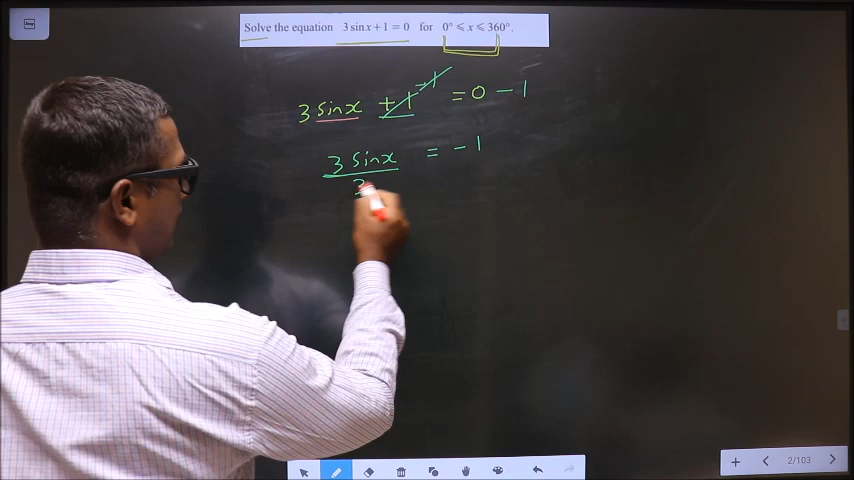 Solve the equation 3 sin x + 1 = 0 for 0° ⩽ x ⩽ 360°.
3 sinx + 1 - 1 = 0 - 1
3 sinx = - 1
3
2/103